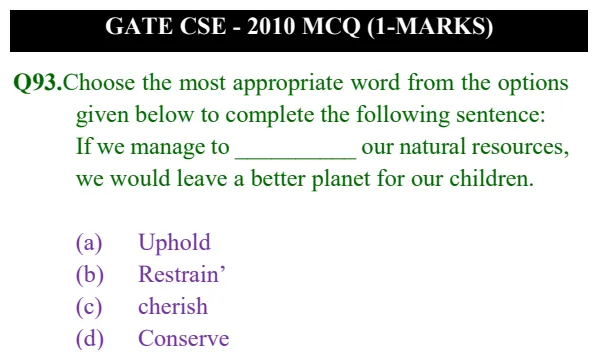 GATE CSE - 2010 MCQ (1-MARKS)
Q93.Choose the most appropriate word from the options
given below to complete the following sentence:
If we manage to __________ our natural resources,
we would leave a better planet for our children.
(a) Uphold
(b) Restrain’
(c) cherish
(d) Conserve